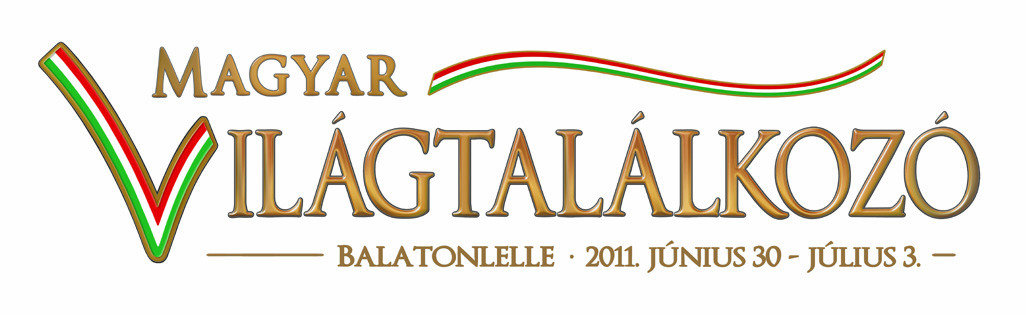 Magyar
Világtalálkozó
Balatonlelle · 2011. június 30 - július 3.